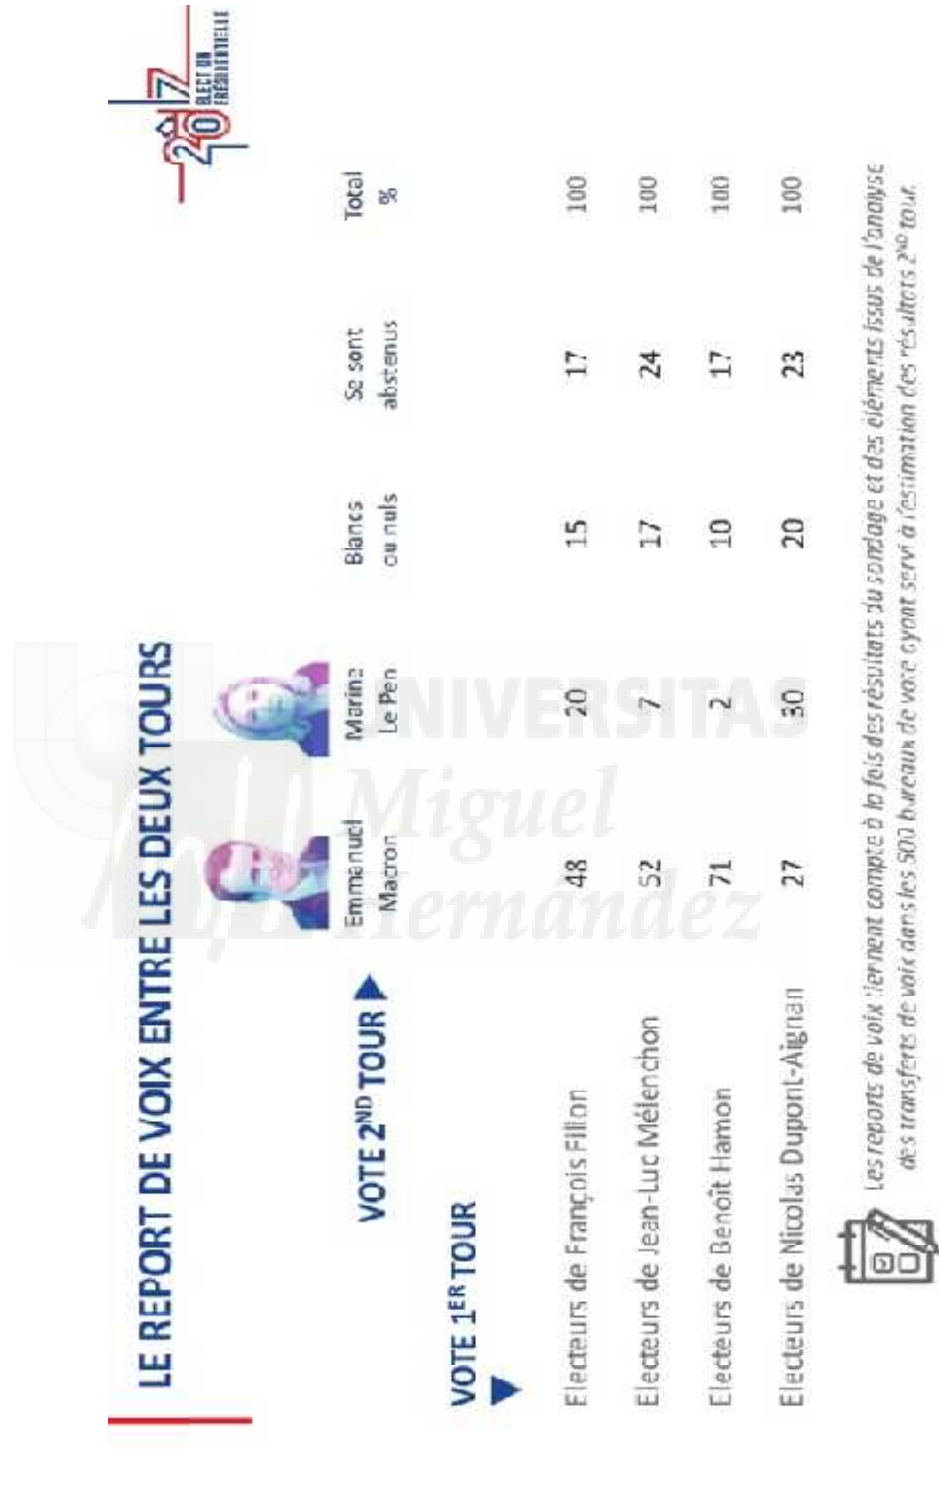 LE REPORT DE VOIX ENTRE LES DEUX TOURS
2017
ELECTION
PRÉSIDENTIELLE
VOTE 2ND TOUR
Emmanuel
Macron
Marine
Le Pen
Blancs
ou nuls
Se sont
abstenus
Total
%
VOTE 1ER TOUR
Electeurs de François Fillon 48 20 15 17 100
Electeurs de Jean-Luc Mélenchon 52 7 17 24 100
Electeurs de Benoît Hamon 71 2 10 17 100
Electeurs de Nicolas Dupont-Aignan 27 30 20 23 100
Les reports de voix tiennent compte à la fois des résultats du sondage et des éléments issus de l'analyse
des transferts de voix dans les 500 bureaux de vote ayant servi à l'estimation des résultats 2ND tour.
UNIVERSITAS
Miguel
Hernández